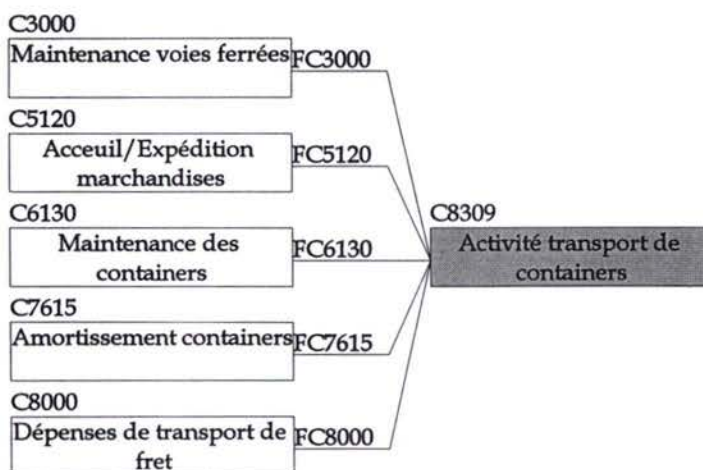 C3000
Maintenance voies ferrées
FC3000
C5120
Acceuil/Expédition
marchandises
FC5120
C6130
Maintenance des
containers
FC6130
C7615
Amortissement containers
FC7615
C8000
Dépenses de transport de
fret
FC8000
C8309
Activité transport de
containers